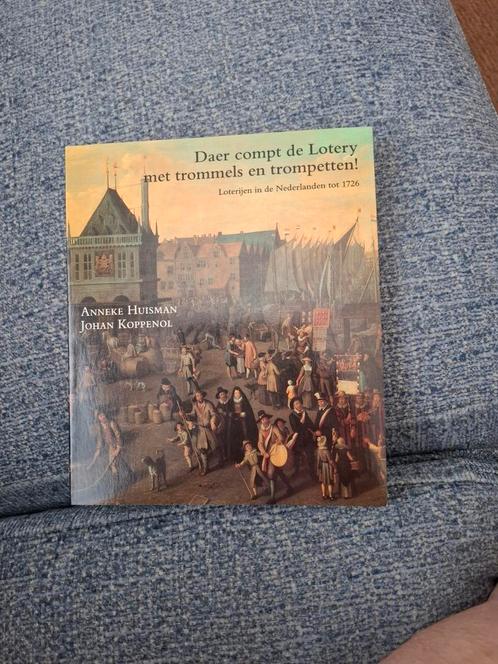 Daer compt de Lotery
met trommels en trompetten!
Loterijen in de Nederlanden tot 1726
Anneke Huisman
Johan Koppenol